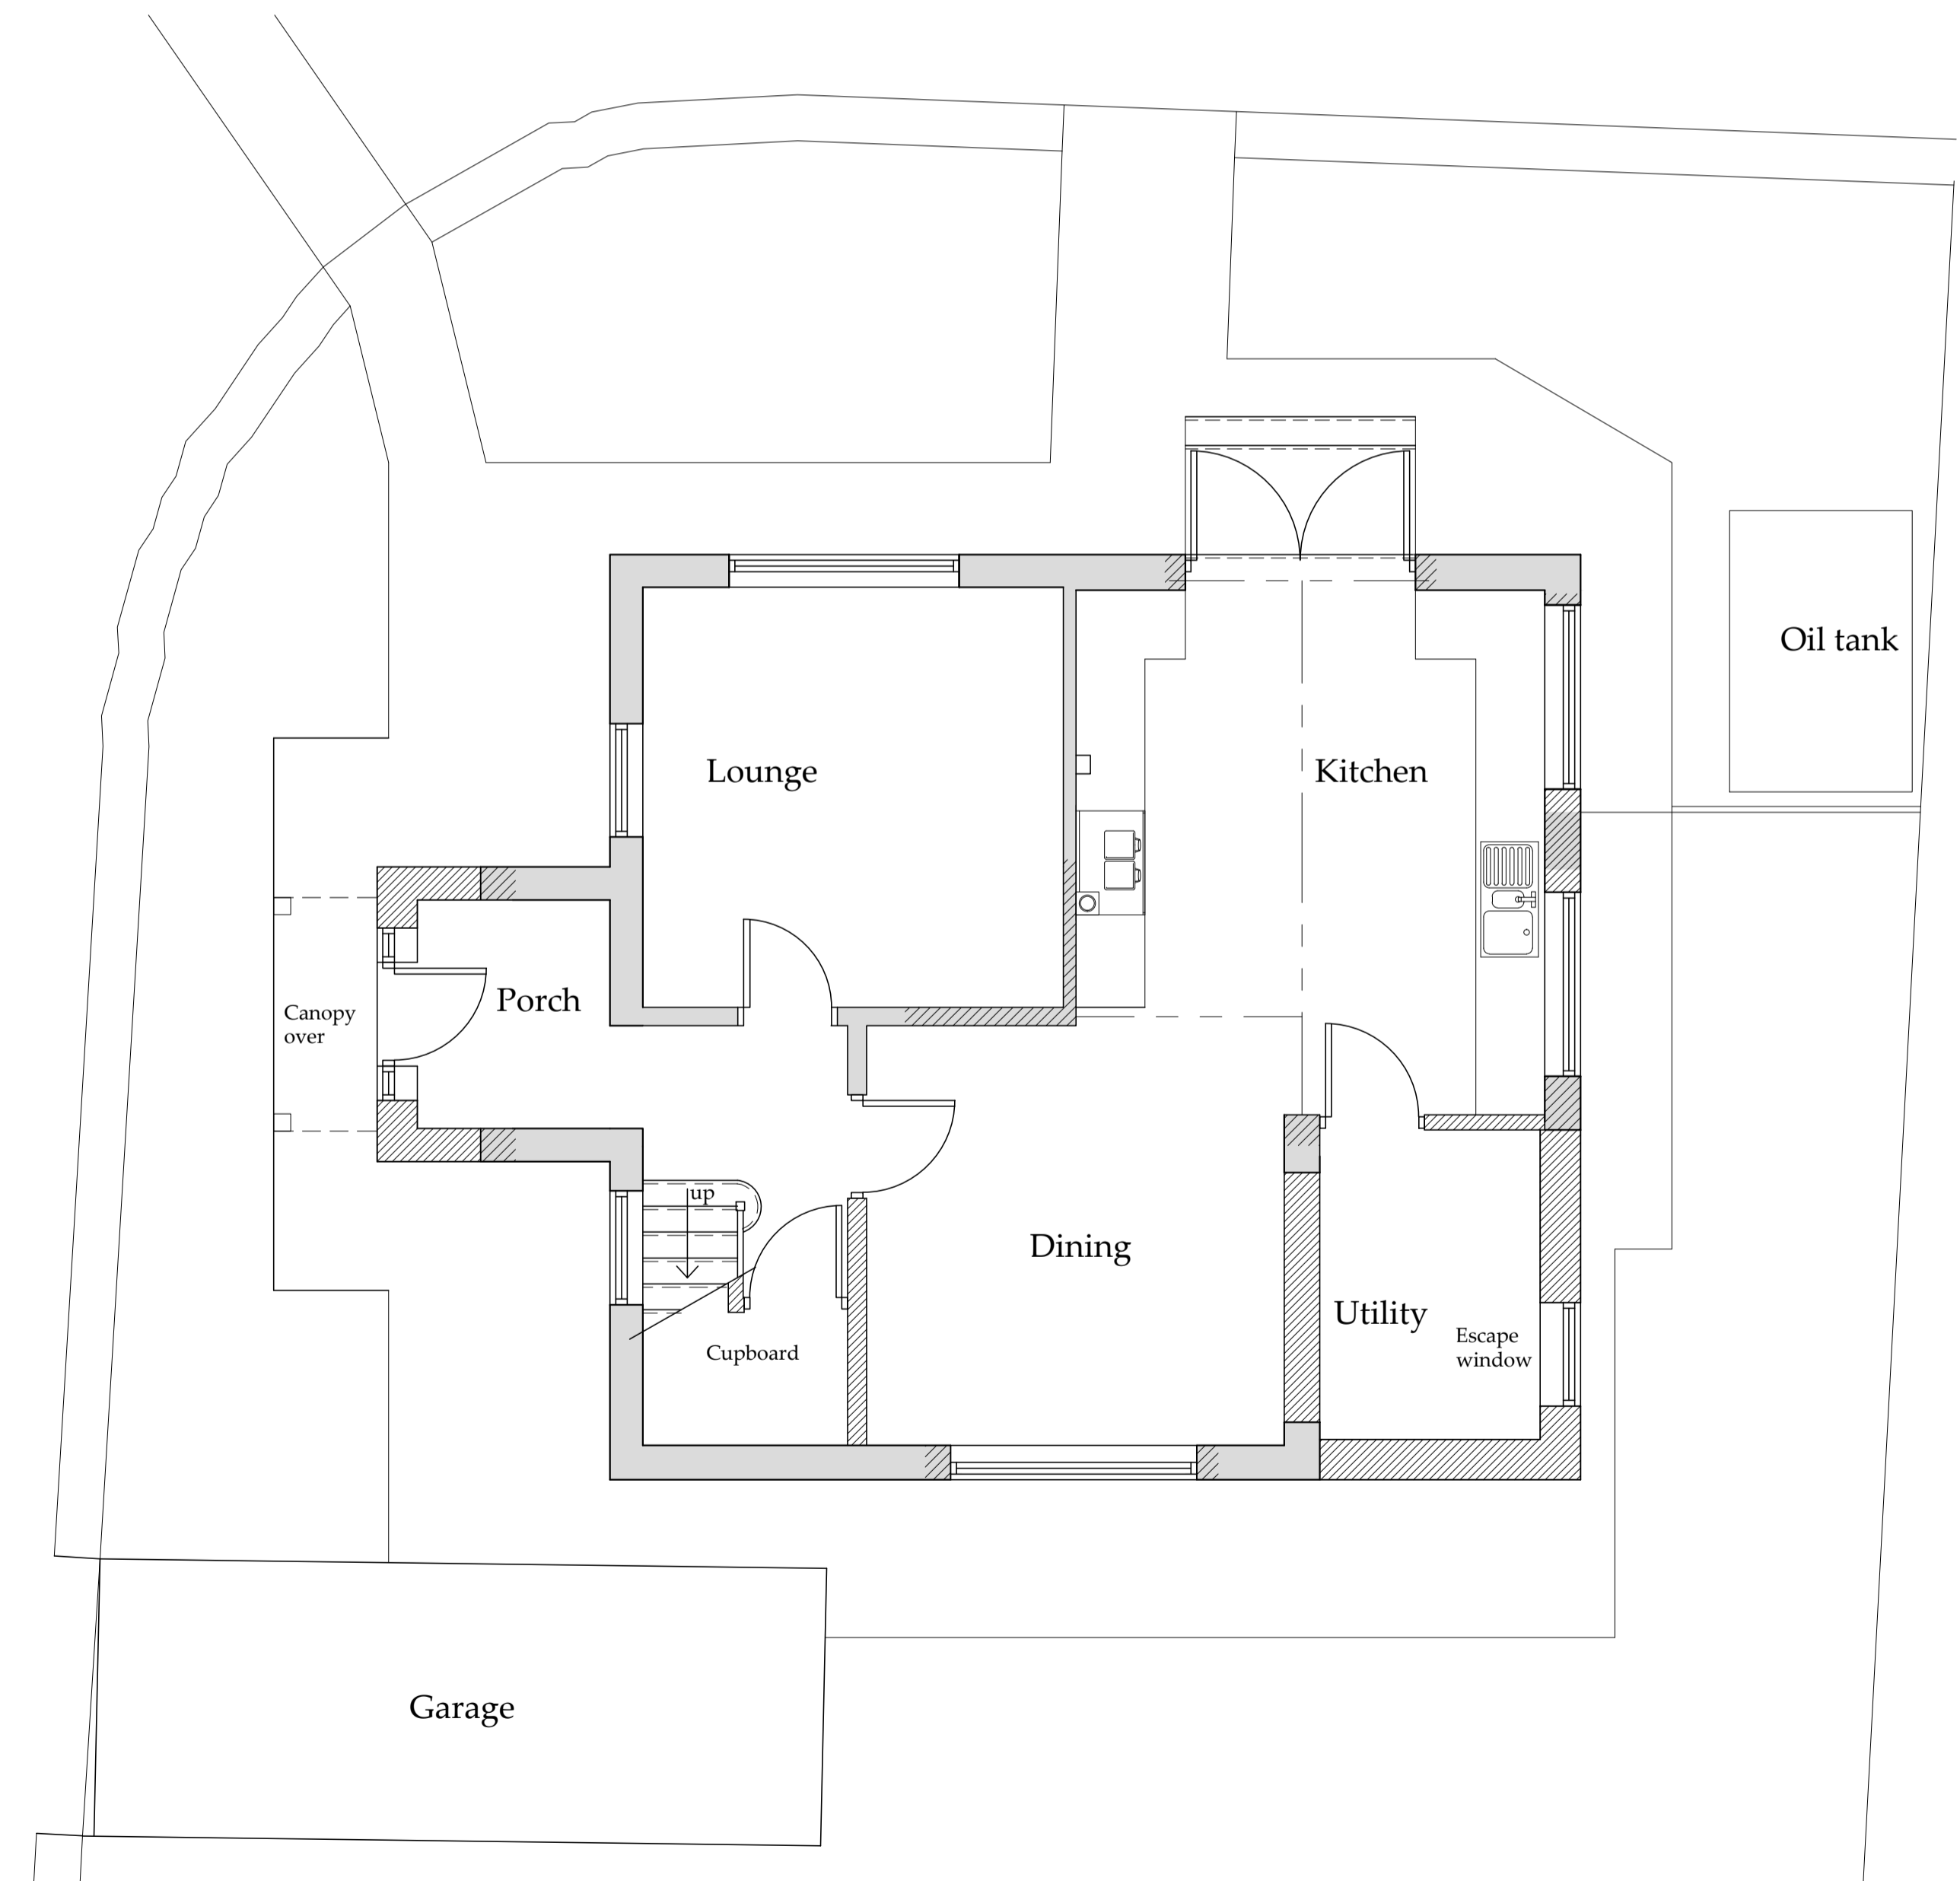 Oil tank
Lounge
Kitchen
Porch
Canopy
over
up
Dining
Utility
Escape
window
Cupboard
Garage